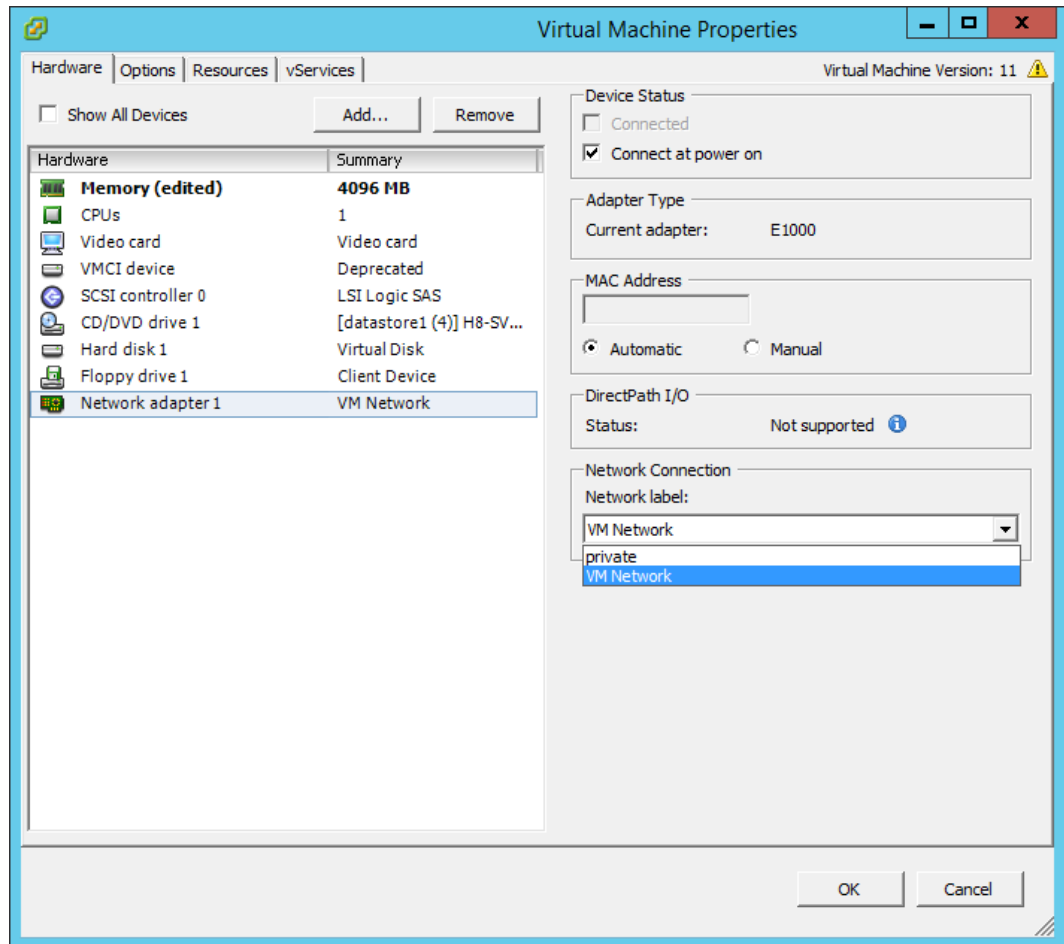 Virtual Machine Properties
Hardware Options Resources vServices Virtual Machine Version: 11
Show All Devices Add... Remove
Hardware Summary
Memory (edited) 4096 MB
CPUs 1
Video card Video card
VMCI device Deprecated
SCSI controller 0 LSI Logic SAS
CD/DVD drive 1 [datastore1 (4)] H8-SV...
Hard disk 1 Virtual Disk
Floppy drive 1 Client Device
Network adapter 1 VM Network
Device Status
Connected
Connect at power on
Adapter Type
Current adapter: E1000
MAC Address
Automatic Manual
DirectPath I/O
Status: Not supported
Network Connection
Network label:
VM Network
private
VM Network
OK Cancel